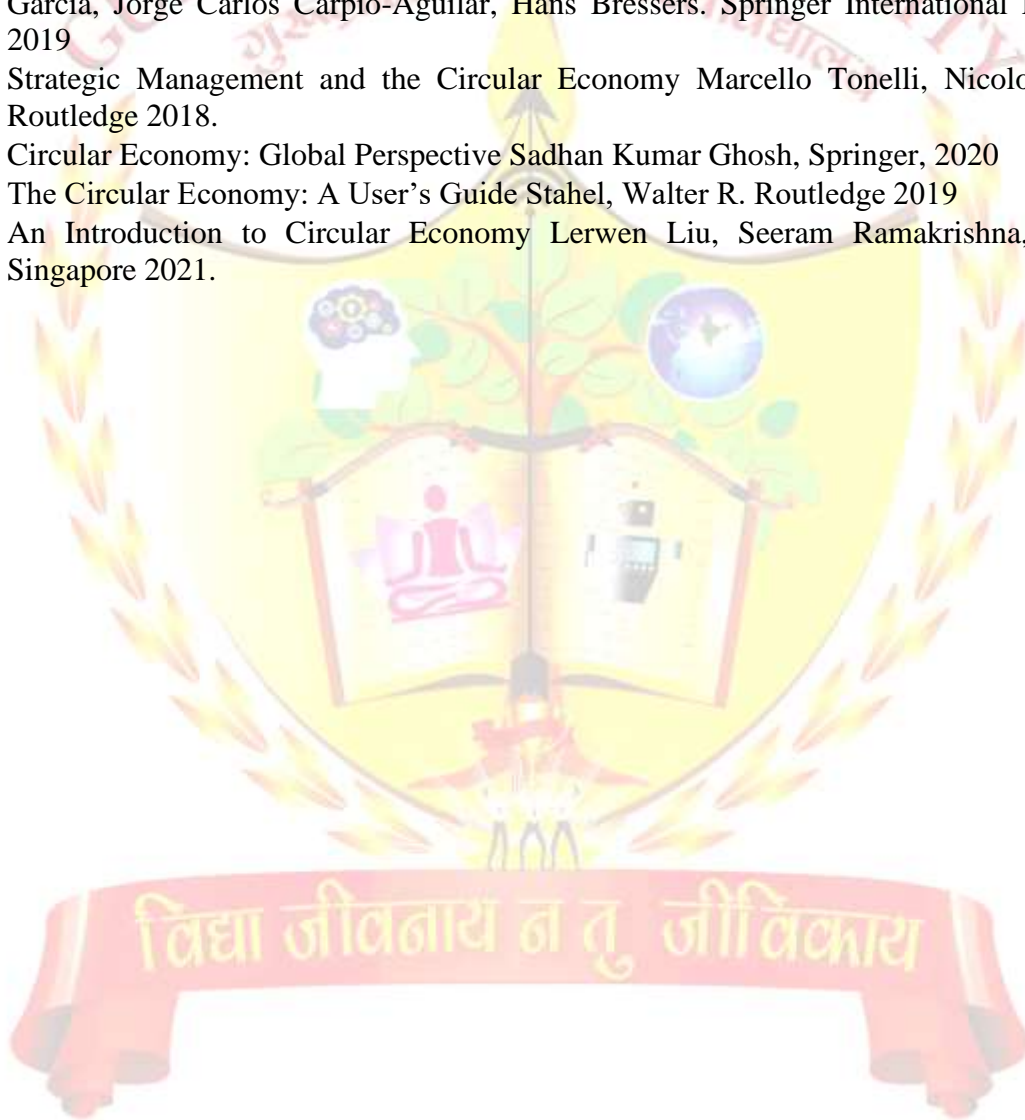 García, Jorge Carlos Carpio-Aguilar, Hans Bressers. Springer International
2019
Strategic Management and the Circular Economy Marcello Tonelli, Nicolo
Routledge 2018.
Circular Economy: Global Perspective Sadhan Kumar Ghosh, Springer, 2020
The Circular Economy: A User's Guide Stahel, Walter R. Routledge 2019
An Introduction to Circular Economy Lerwen Liu, Seeram Ramakrishna,
Singapore 2021.
विद्या जीवनाय न तु जीविकाय